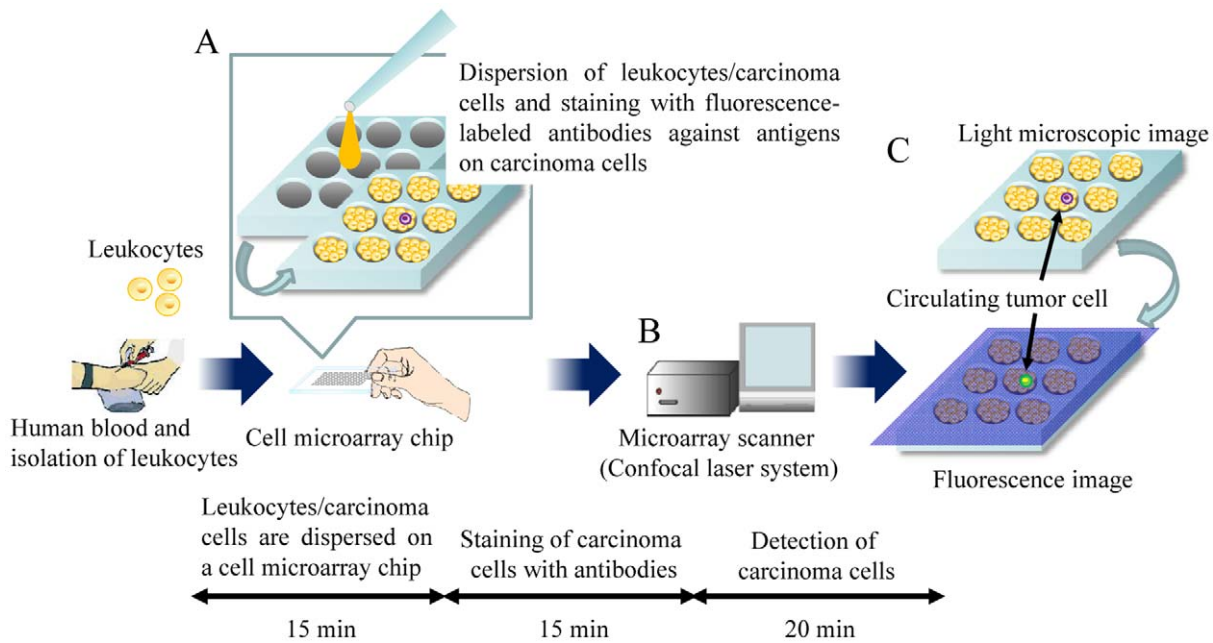 A
Dispersion of leukocytes/carcinoma
cells and staining with fluorescence-
labeled antibodies against antigens
on carcinoma cells
C
Light microscopic image
Leukocytes
Circulating tumor cell
B
Human blood and
isolation of leukocytes
Cell microarray chip
Microarray scanner
(Confocal laser system)
Fluorescence image
Leukocytes/carcinoma
cells are dispersed on
a cell microarray chip
Staining of carcinoma
cells with antibodies
Detection of
carcinoma cells
15 min
15 min
20 min